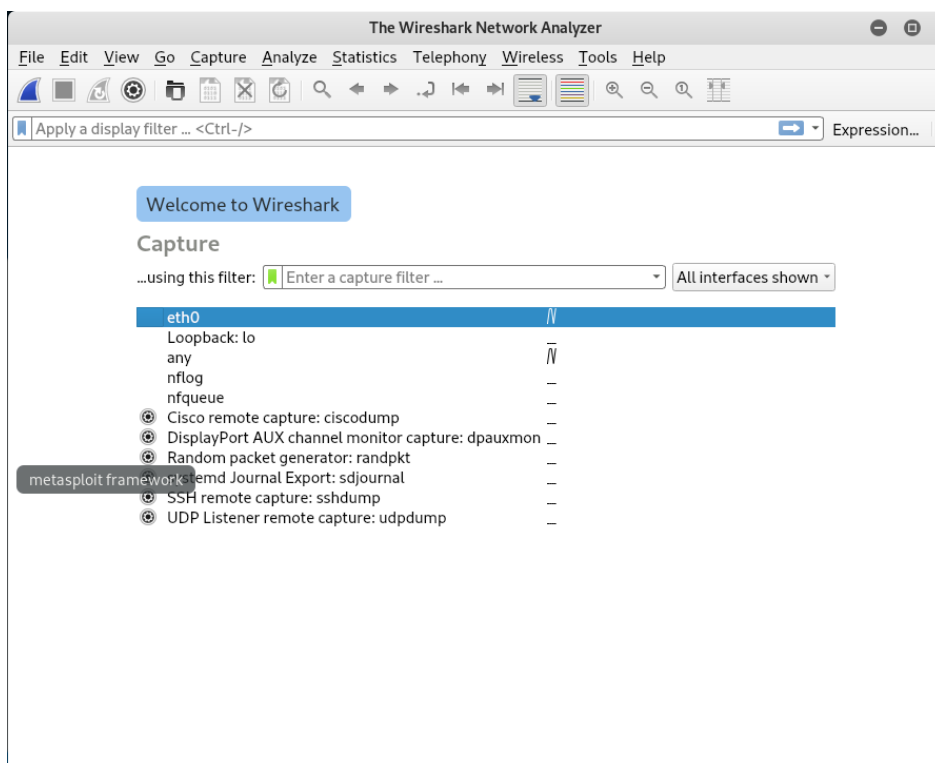 The Wireshark Network Analyzer
File Edit View Go Capture Analyze Statistics Telephony Wireless Tools Help
Apply a display filter ... <Ctrl-/> Expression...
Welcome to Wireshark
Capture
...using this filter: Enter a capture filter ... All interfaces shown
eth0
Loopback: lo
any
nflog
nfqueue
Cisco remote capture: ciscodump
DisplayPort AUX channel monitor capture: dpauxmon
Random packet generator: randpkt
metasploit framework
systemd Journal Export: sdjournal
SSH remote capture: sshdump
UDP Listener remote capture: udpdump